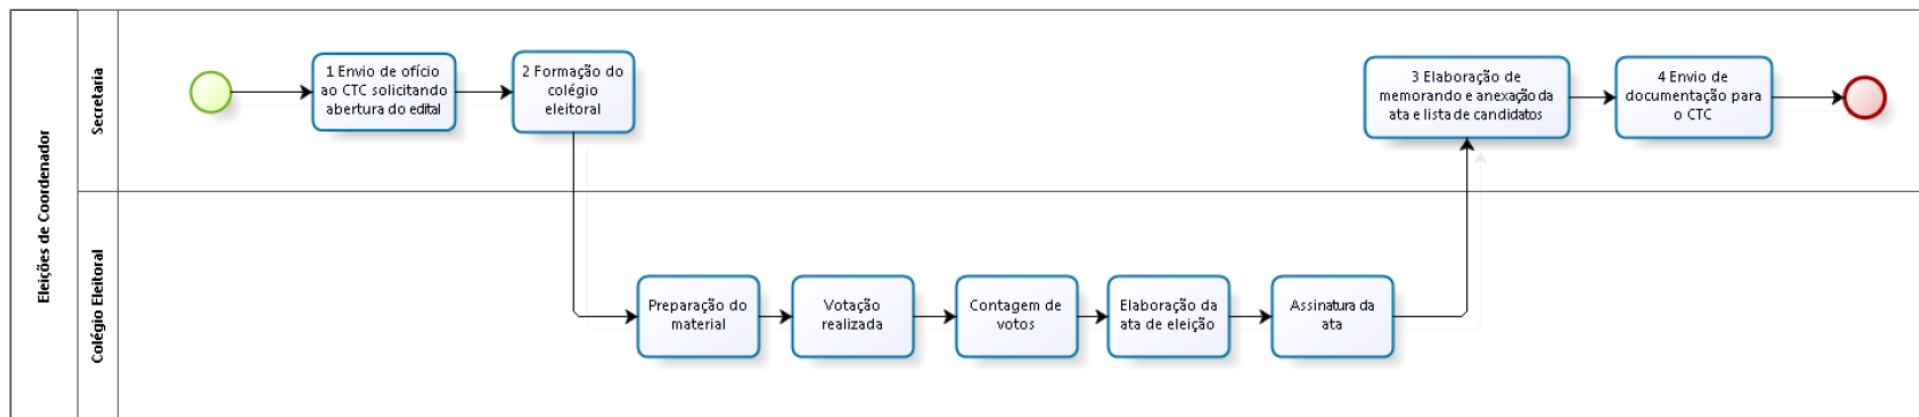 Eleições de Coordenador
Secretaria
1 Envio de ofício
ao CTC solicitando
abertura do edital
2 Formação do
colégio
eleitoral
3 Elaboração de
memorando e anexação da
ata e lista de candidatos
4 Envio de
documentação para
o CTC
Colégio Eleitoral
Preparação do
material
Votação
realizada
Contagem de
votos
Elaboração da
ata de eleição
Assinatura da
ata